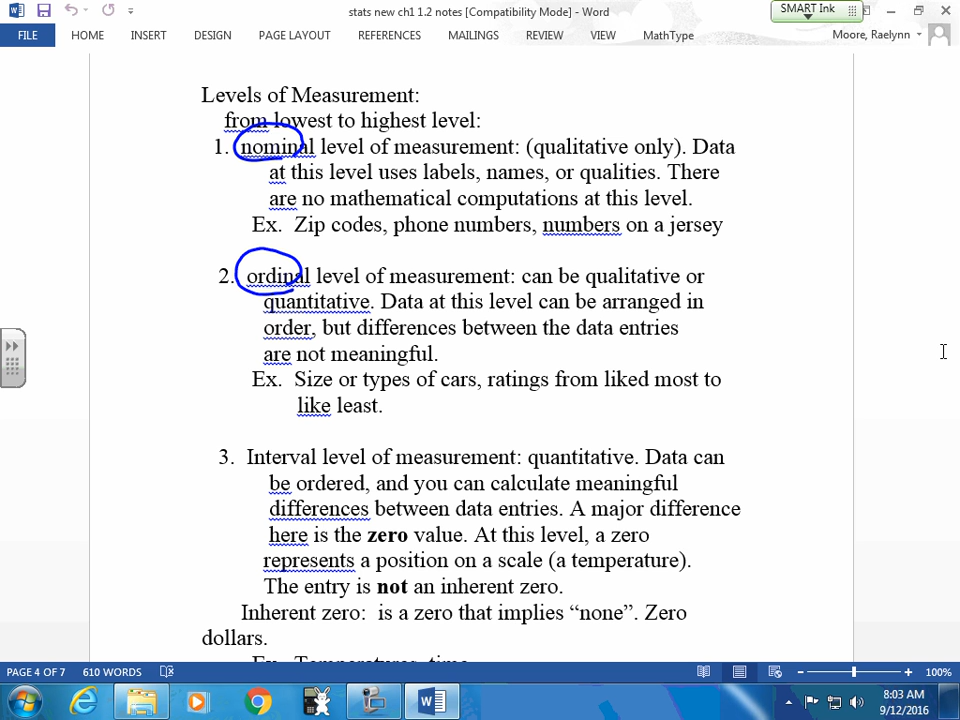 stats new ch1 1.2 notes [Compatibility Mode] - Word
SMART Ink
FILE HOME INSERT DESIGN PAGE LAYOUT REFERENCES MAILINGS REVIEW VIEW MathType Moore, Raelynn
Levels of Measurement:
from lowest to highest level:
1. nominal level of measurement: (qualitative only). Data
at this level uses labels, names, or qualities. There
are no mathematical computations at this level.
Ex. Zip codes, phone numbers, numbers on a jersey
2. ordinal level of measurement: can be qualitative or
quantitative. Data at this level can be arranged in
order, but differences between the data entries
are not meaningful.
Ex. Size or types of cars, ratings from liked most to
like least.
3. Interval level of measurement: quantitative. Data can
be ordered, and you can calculate meaningful
differences between data entries. A major difference
here is the zero value. At this level, a zero
represents a position on a scale (a temperature).
The entry is not an inherent zero.
Inherent zero: is a zero that implies “none”. Zero
dollars.
Ex. Temperatures, time
PAGE 4 OF 7 610 WORDS 100%
8:03 AM
9/12/2016